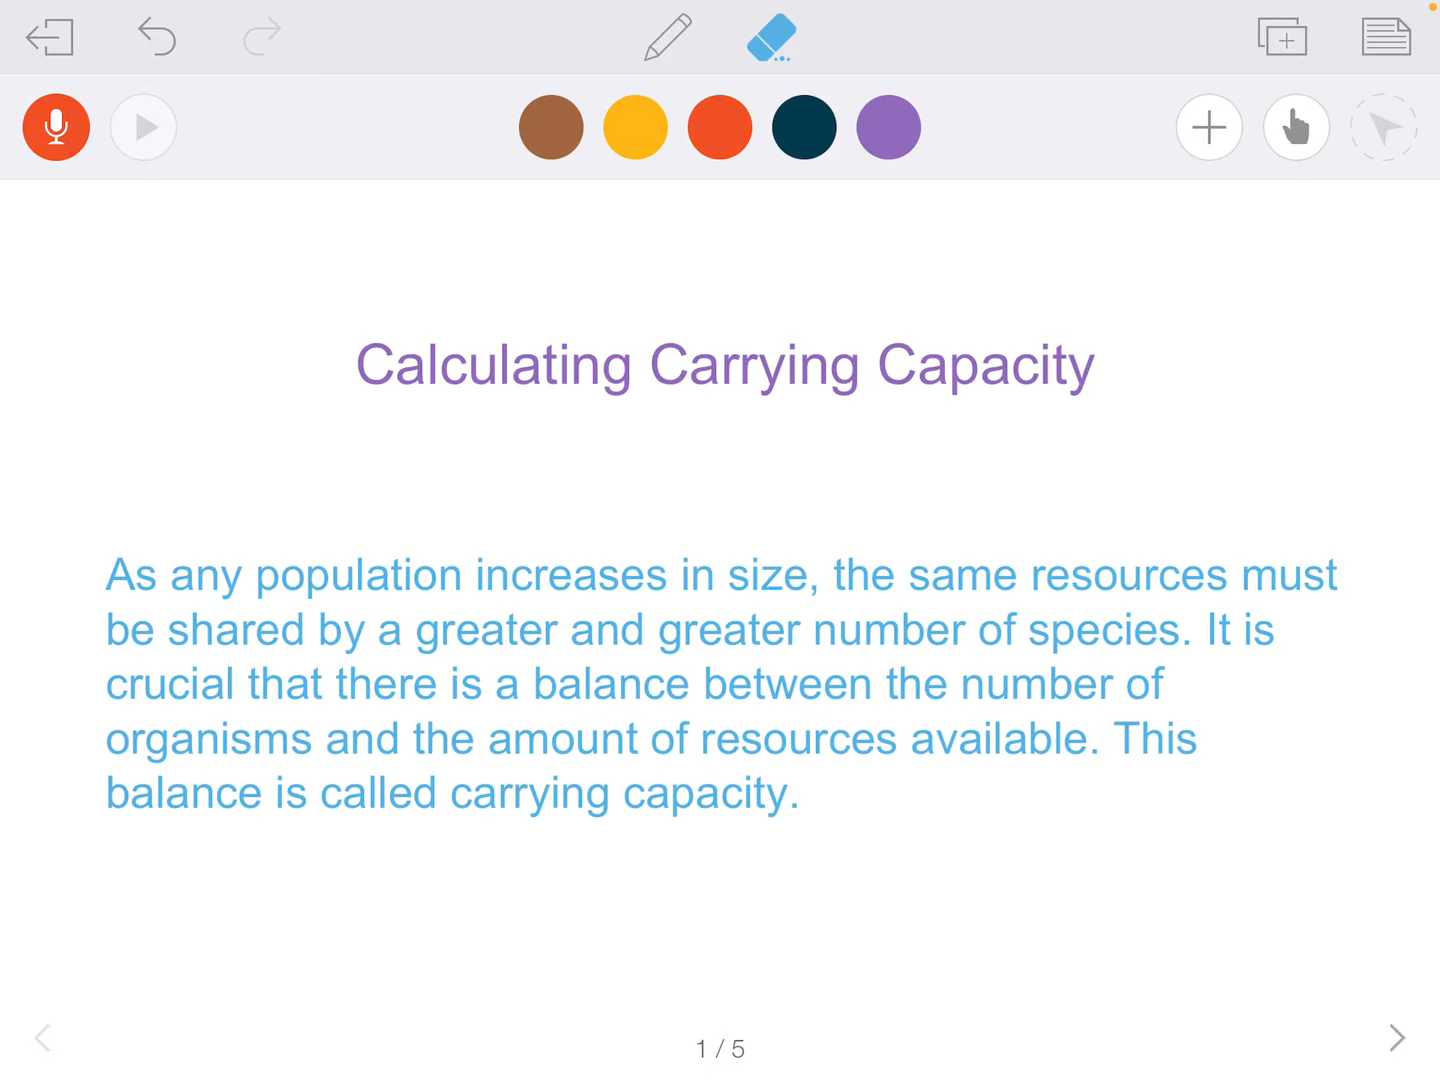 Calculating Carrying Capacity
As any population increases in size, the same resources must
be shared by a greater and greater number of species. It is
crucial that there is a balance between the number of
organisms and the amount of resources available. This
balance is called carrying capacity.
1 / 5